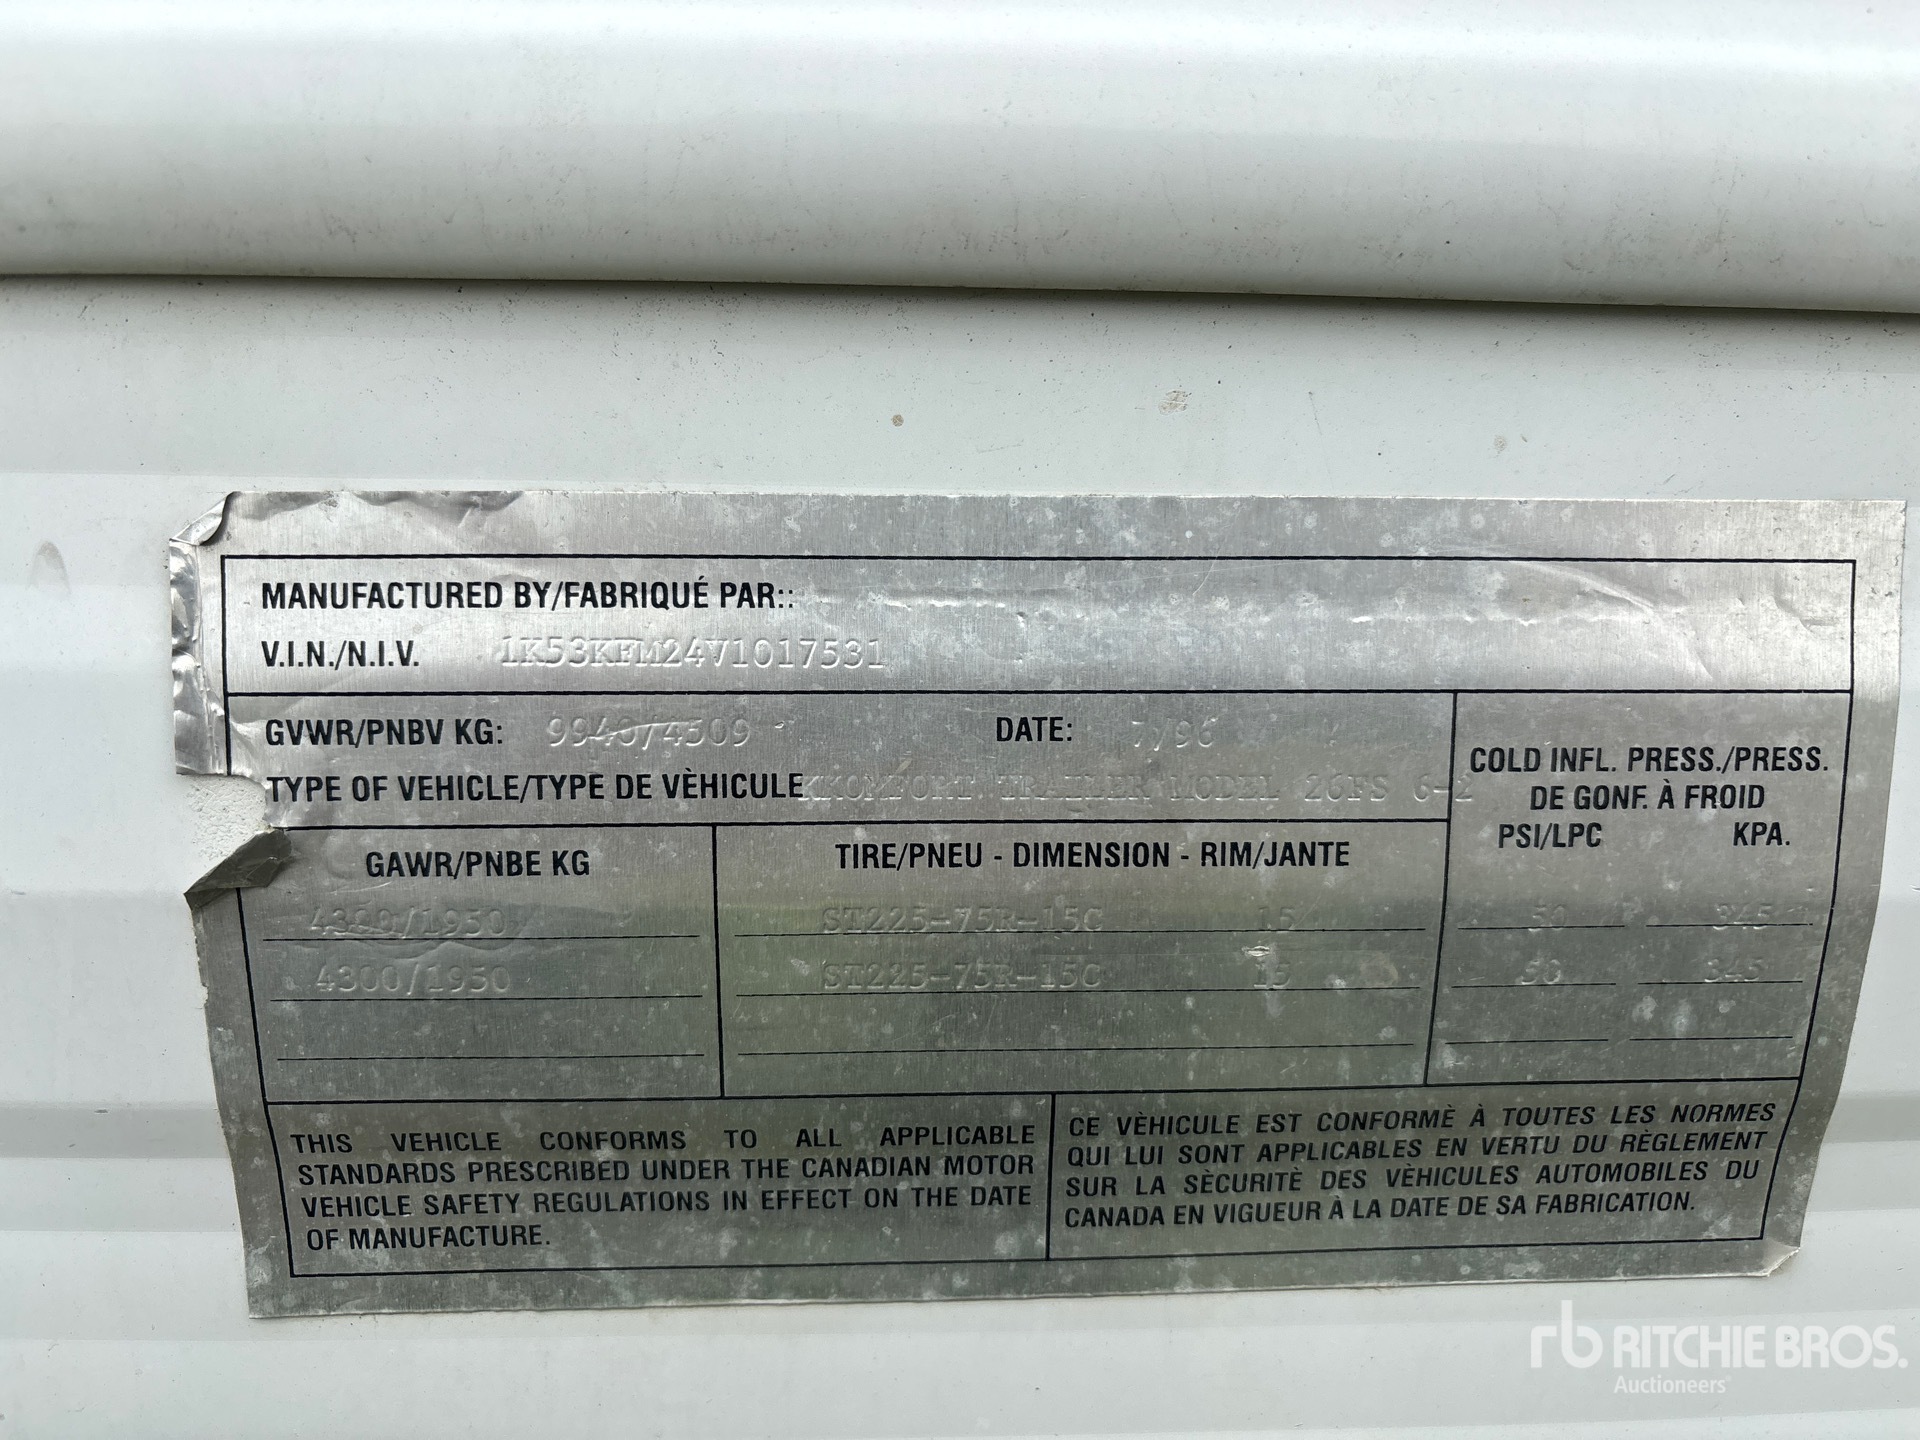 MANUFACTURED BY/FABRIQUÉ PAR::
V.I.N./N.I.V. 1K53KFM24V1017531
GVWR/PNBV KG: 9940/4509 DATE: 7/96
TYPE OF VEHICLE/TYPE DE VÈHICULE KKOMFORT TRAILER MODEL 26FS 6-2
COLD INFL. PRESS./PRESS.
DE GONF. À FROID
PSI/LPC KPA.
GAWR/PNBE KG TIRE/PNEU - DIMENSION - RIM/JANTE
4300/1950 ST225-75R-15C 15 50 345
4300/1950 ST225-75R-15C 15 50 345
THIS VEHICLE CONFORMS TO ALL APPLICABLE
STANDARDS PRESCRIBED UNDER THE CANADIAN MOTOR
VEHICLE SAFETY REGULATIONS IN EFFECT ON THE DATE
OF MANUFACTURE.
CE VÈHICULE EST CONFORMÈ À TOUTES LES NORMES
QUI LUI SONT APPLICABLES EN VERTU DU RÈGLEMENT
SUR LA SÈCURITÈ DES VÈHICULES AUTOMOBILES DU
CANADA EN VIGUEUR À LA DATE DE SA FABRICATION.
rb RITCHIE BROS.
Auctioneers